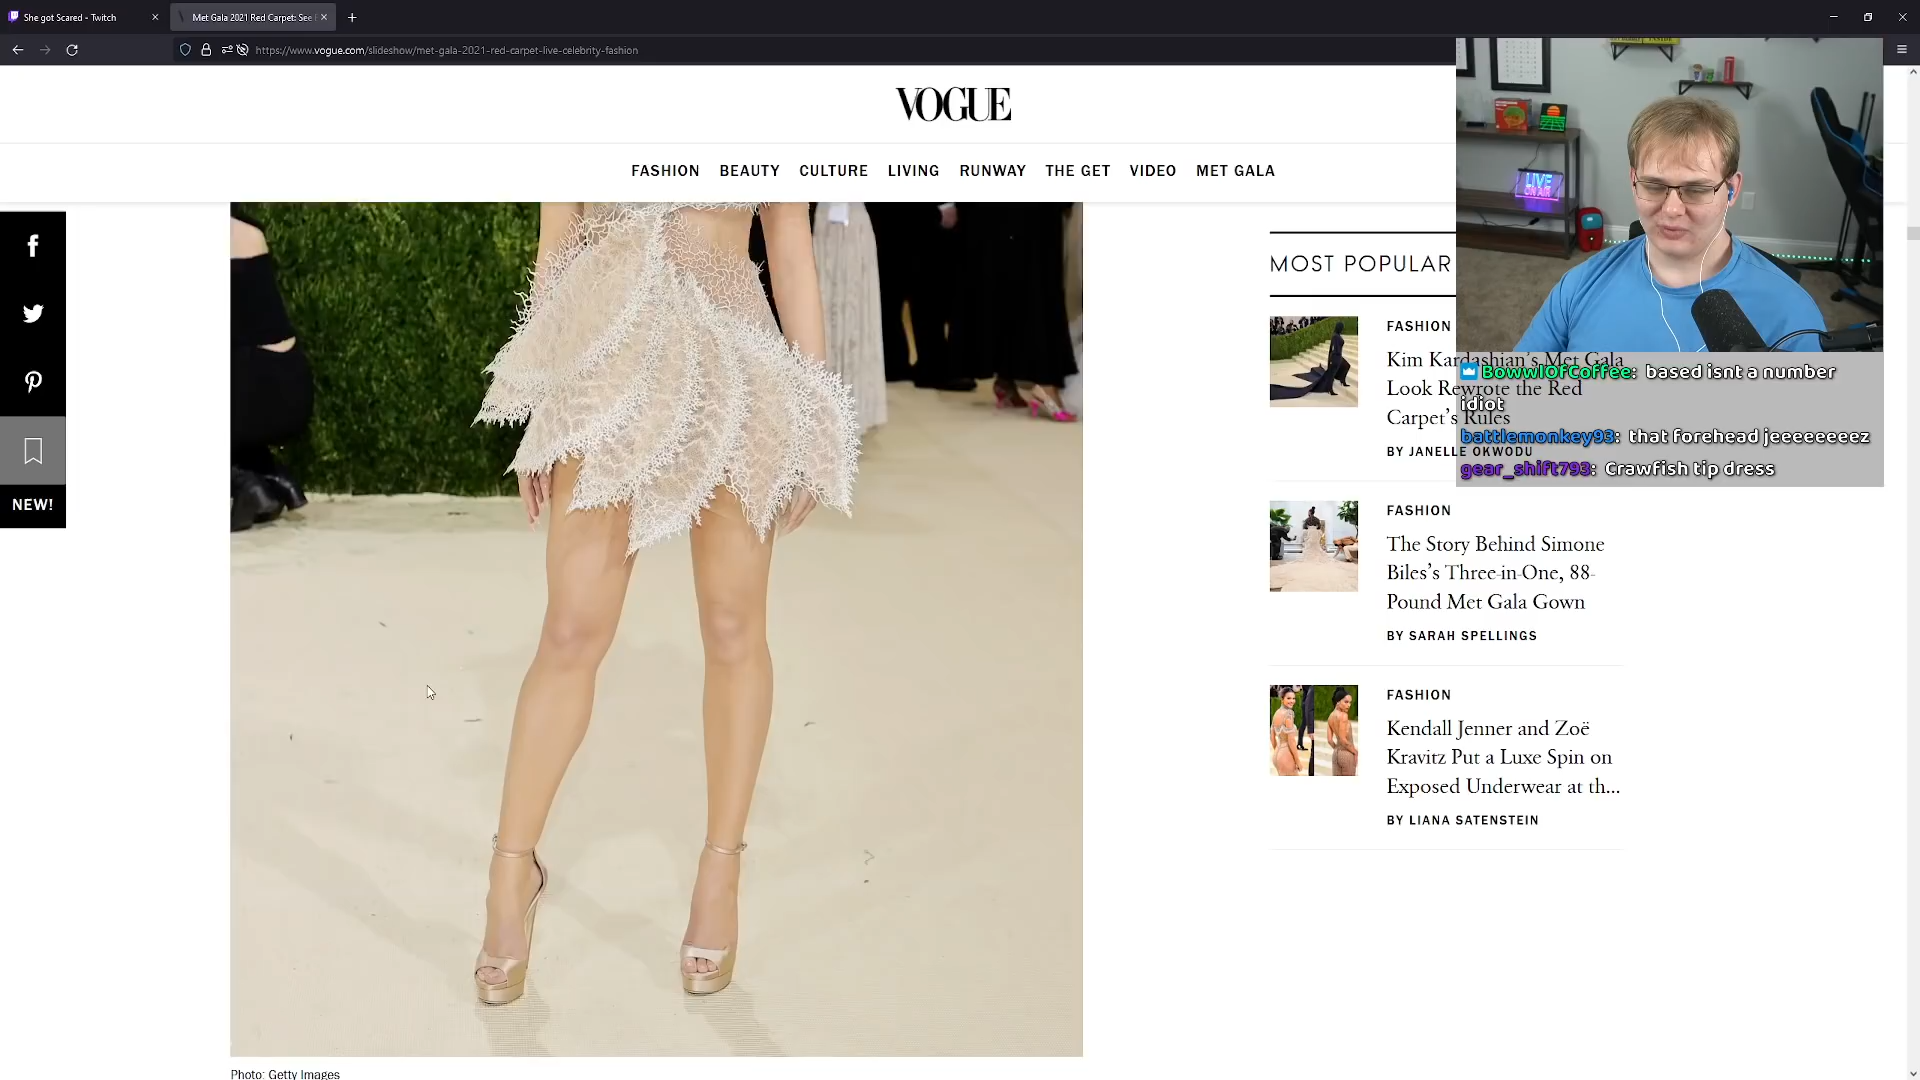 She got Scared - Twitch
Met Gala 2021 Red Carpet: See
https://www.vogue.com/slideshow/met-gala-2021-red-carpet-live-celebrity-fashion
VOGUE
FASHION BEAUTY CULTURE LIVING RUNWAY THE GET VIDEO MET GALA
NEW!
Photo: Getty Images
MOST POPULAR
FASHION
Kim Kardashian's Met Gala
Look Rewrote the Red
Carpet's Rules
BY JANELLE OKWODU
FASHION
The Story Behind Simone
Biles's Three-in-One, 88-
Pound Met Gala Gown
BY SARAH SPELLINGS
FASHION
Kendall Jenner and Zoë
Kravitz Put a Luxe Spin on
Exposed Underwear at th...
BY LIANA SATENSTEIN
LIVE
ON AIR
BowwlOfCoffee: based isnt a number
idiot
battlemonkey93: that forehead jeeeeeeeez
gear_shift793: Crawfish tip dress